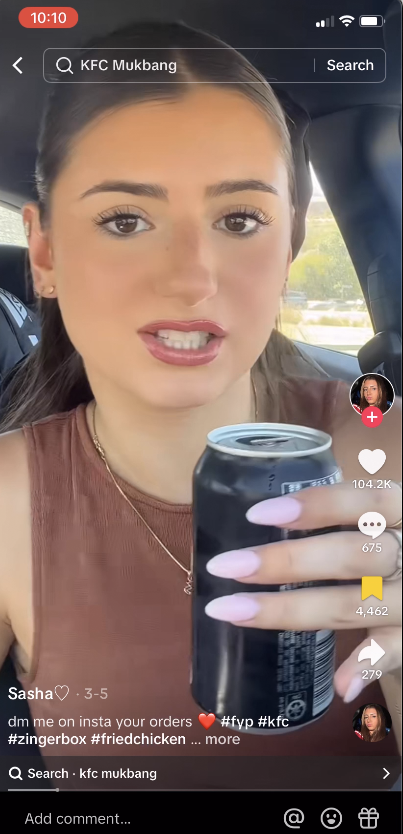 10:10
KFC Mukbang
Search
104.2K
675
4,462
279
Sasha♡ · 3-5
dm me on insta your orders ❤️ #fyp #kfc
#zingerbox #friedchicken ... more
Search · kfc mukbang
Add comment...